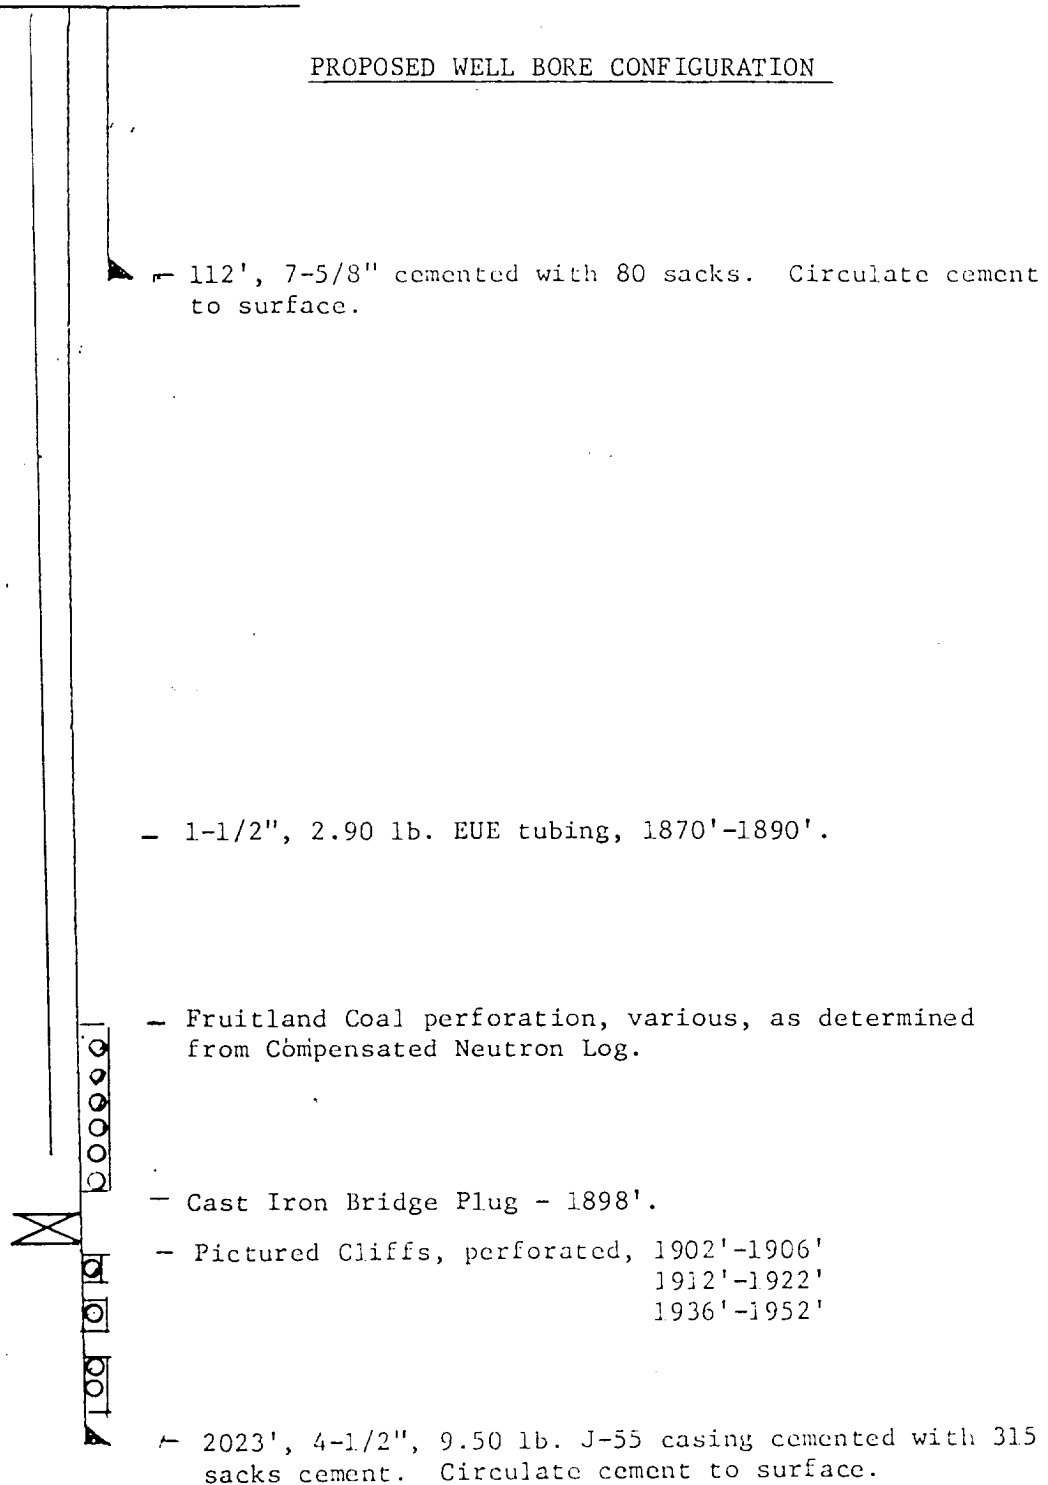 PROPOSED WELL BORE CONFIGURATION
112', 7-5/8" cemented with 80 sacks. Circulate cement
to surface.
1-1/2", 2.90 lb. EUE tubing, 1870'-1890'.
Fruitland Coal perforation, various, as determined
from Compensated Neutron Log.
Cast Iron Bridge Plug - 1898'.
Pictured Cliffs, perforated, 1902'-1906'
1912'-1922'
1936'-1952'
2023', 4-1/2", 9.50 lb. J-55 casing cemented with 315
sacks cement. Circulate cement to surface.